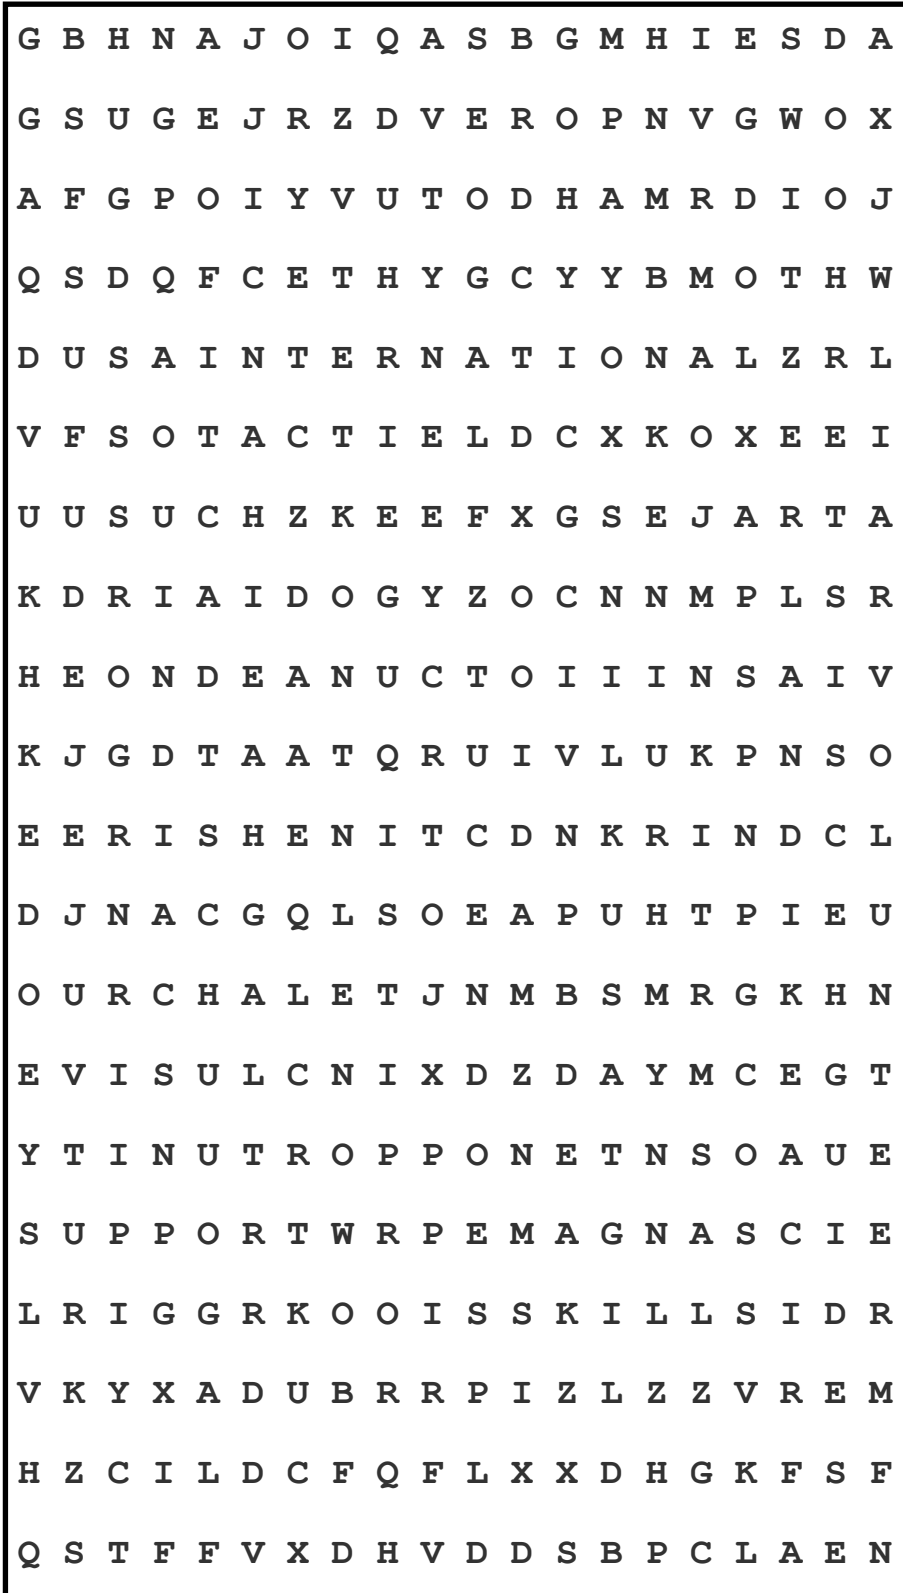 G B H N A J O I Q A S B G M H I E S D A
G S U G E J R Z D V E R O P N V G W O X
A F G P O I Y V U T O D H A M R D I O J
Q S D Q F C E T H Y G C Y Y B M O T H W
D U S A I N T E R N A T I O N A L Z R L
V F S O T A C T I E L D C X K O X E E I
U U S U C H Z K E E F X G S E J A R T A
K D R I A I D O G Y Z O C N N M P L S R
H E O N D E A N U C T O I I I N S A I V
K J G D T A A T Q R U I V L U K P N S O
E E R I S H E N I T C D N K R I N D C L
D J N A C G Q L S O E A P U H T P I E U
O U R C H A L E T J N M B S M R G K H N
E V I S U L C N I X D Z D A Y M C E G T
Y T I N U T R O P P O N E T N S O A U E
S U P P O R T W R P E M A G N A S C I E
L R I G G R K O O I S S K I L L S I D R
V K Y X A D U B R R P I Z L Z Z V R E M
H Z C I L D C F Q F L X X D H G K F S F
Q S T F F V X D H V D D S B P C L A E N